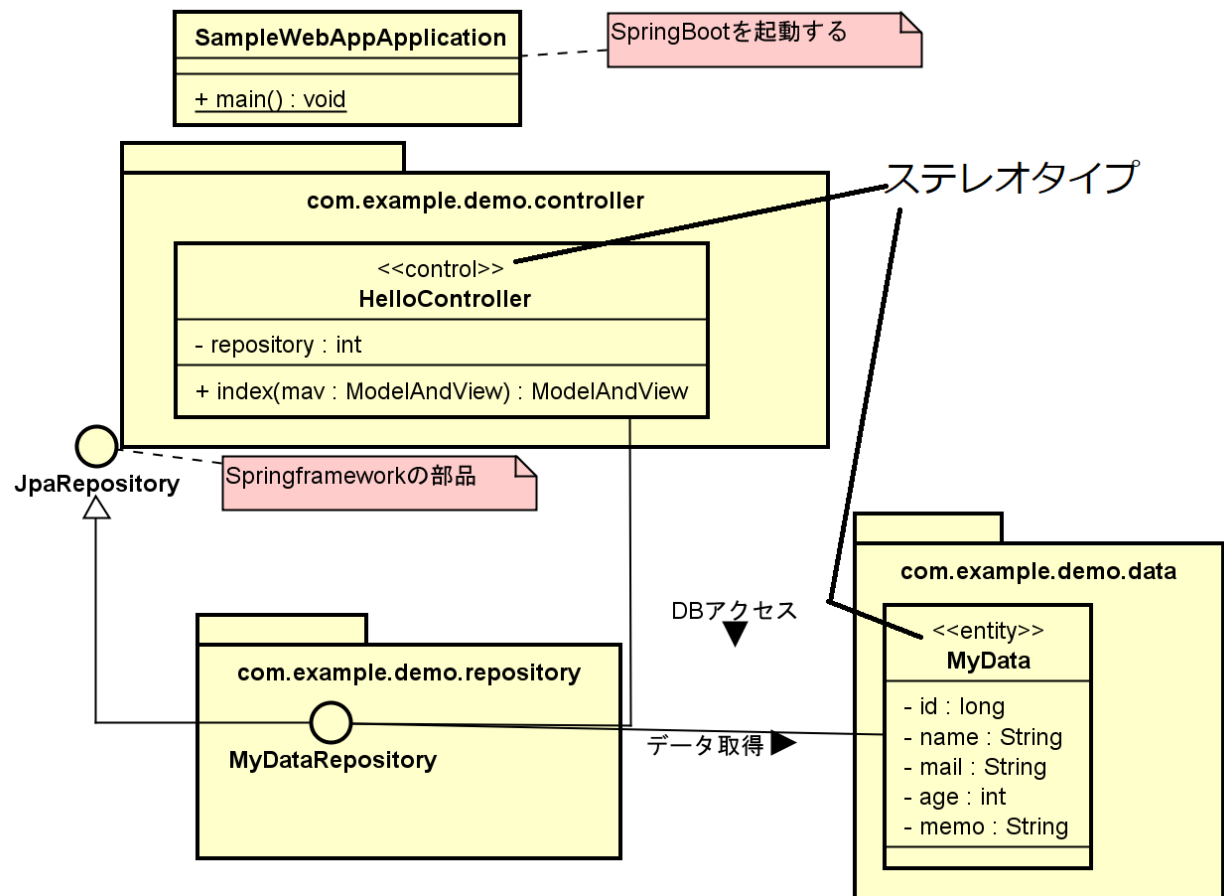 SampleWebAppApplication
+ main() : void
SpringBootを起動する
com.example.demo.controller
ステレオタイプ
<<control>>
HelloController
- repository : int
+ index(mav : ModelAndView) : ModelAndView
JpaRepository
Springframeworkの部品
com.example.demo.data
DBアクセス
<<entity>>
MyData
- id : long
- name : String
- mail : String
- age : int
- memo : String
com.example.demo.repository
MyDataRepository
データ取得